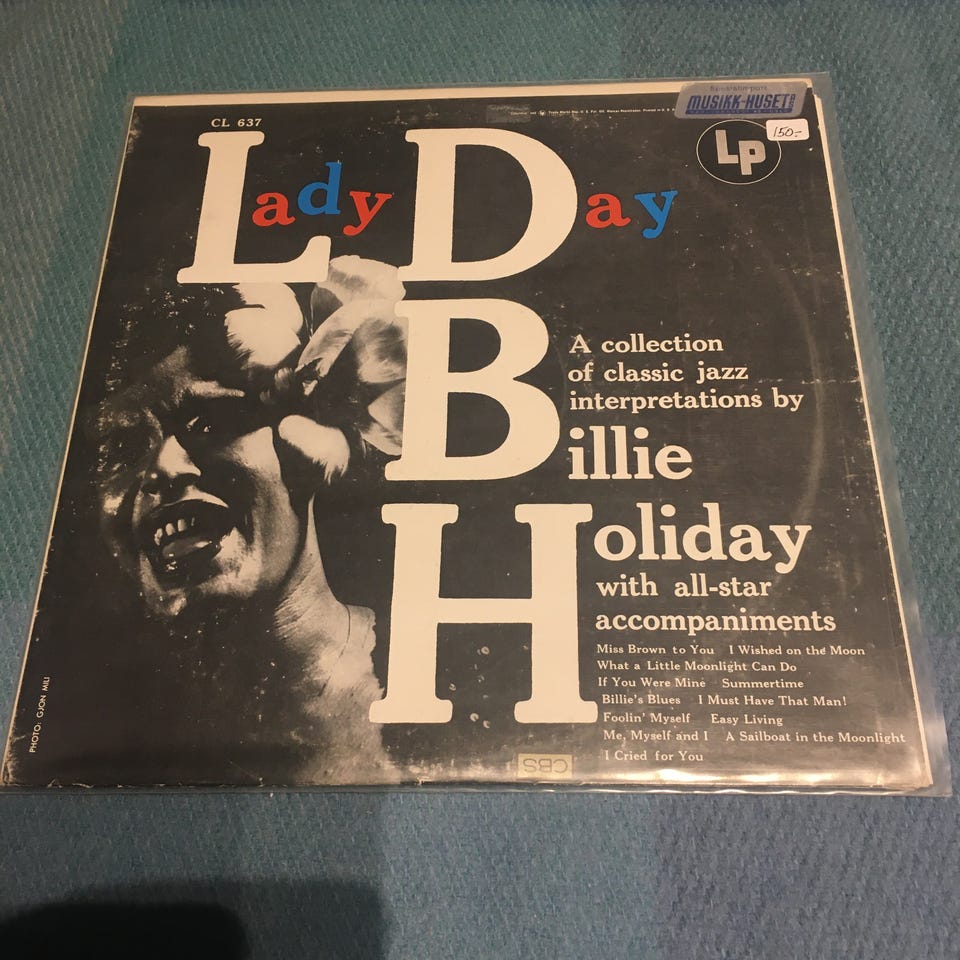 MUSIKK-HUSET
150-
CL 637
LP
Lady Day
A collection
of classic jazz
interpretations by
Billie
Holiday
with all-star
accompaniments
Miss Brown to You I Wished on the Moon
What a Little Moonlight Can Do
If You Were Mine Summertime
Billie's Blues I Must Have That Man!
Foolin' Myself Easy Living
Me, Myself and I A Sailboat in the Moonlight
I Cried for You
PHOTO: GJON MILI
CBS